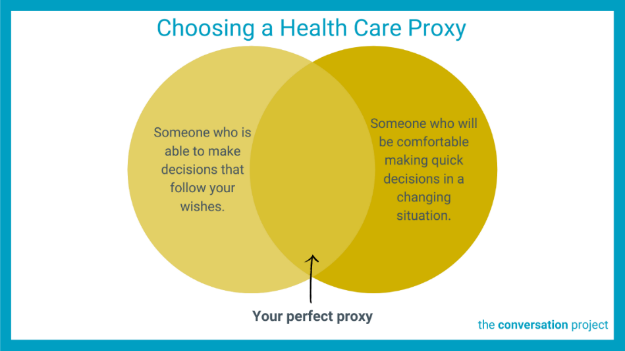 Choosing a Health Care Proxy
Someone who is
able to make
decisions that
follow your
wishes.
Someone who will
be comfortable
making quick
decisions in a
changing
situation.
Your perfect proxy
the conversation project